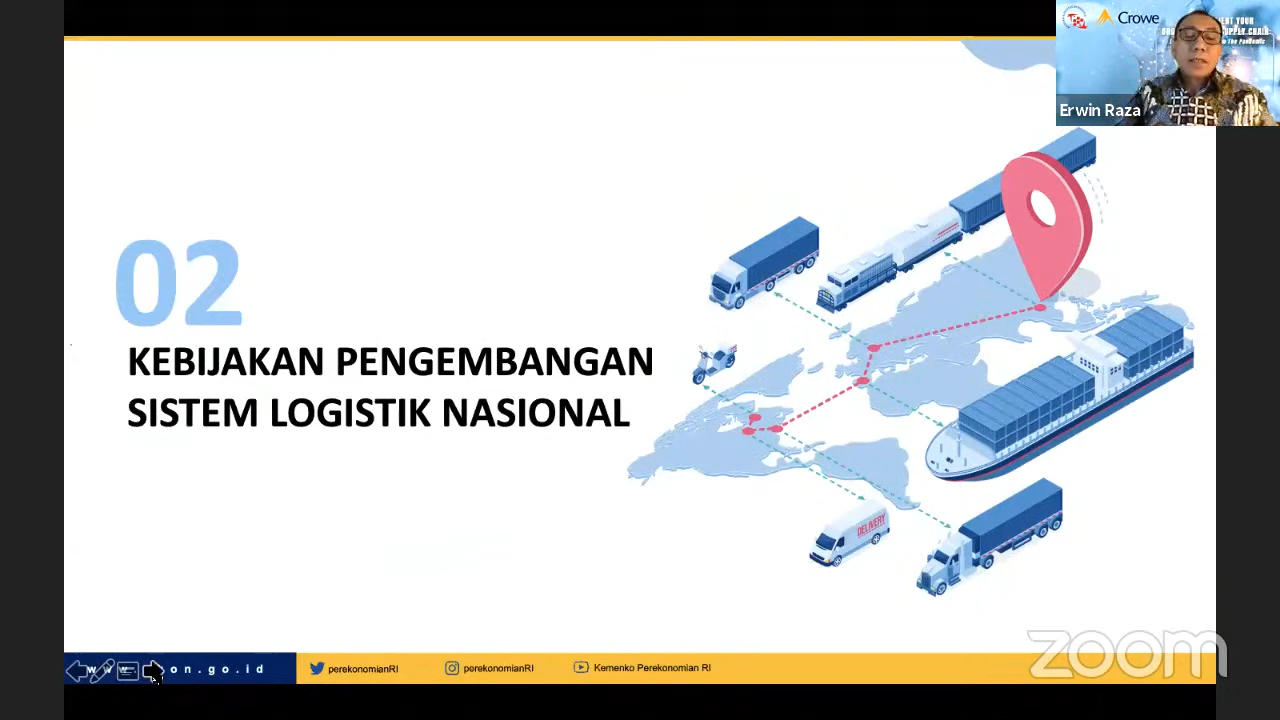 Crowe
Erwin Raza
02
KEBIJAKAN PENGEMBANGAN
SISTEM LOGISTIK NASIONAL
DELIVERY
on.go.id
perekonomianRI
perekonomianRI
Kemenko Perekonomian RI
zoom